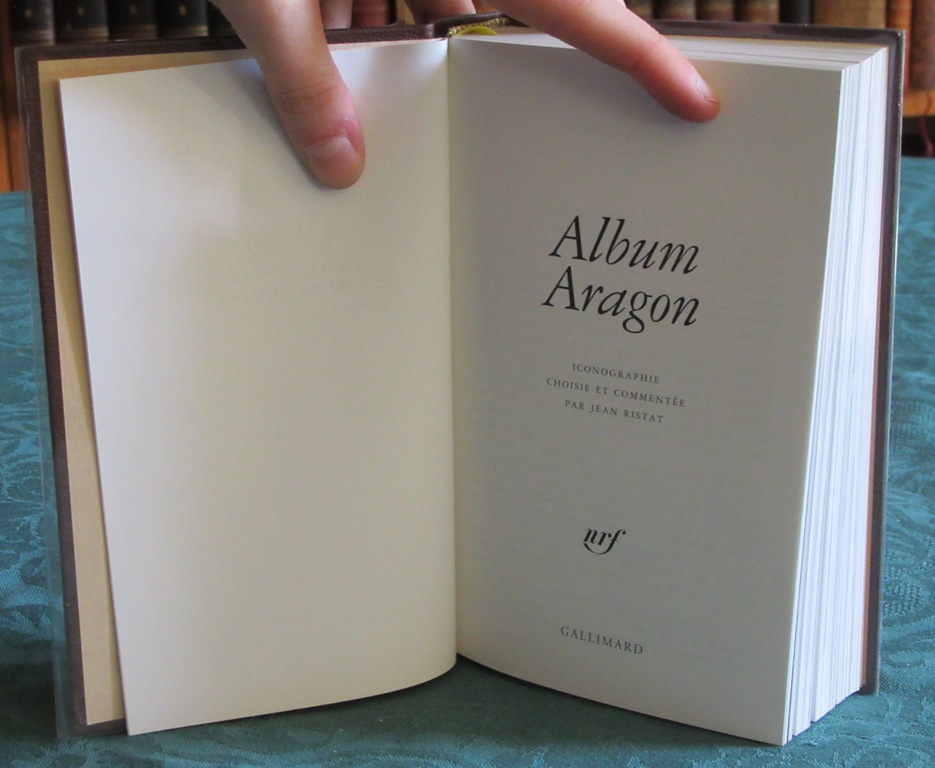 Album
Aragon
ICONOGRAPHIE
CHOISIE ET COMMENTÉE
PAR JEAN RISTAT
nrf
GALLIMARD